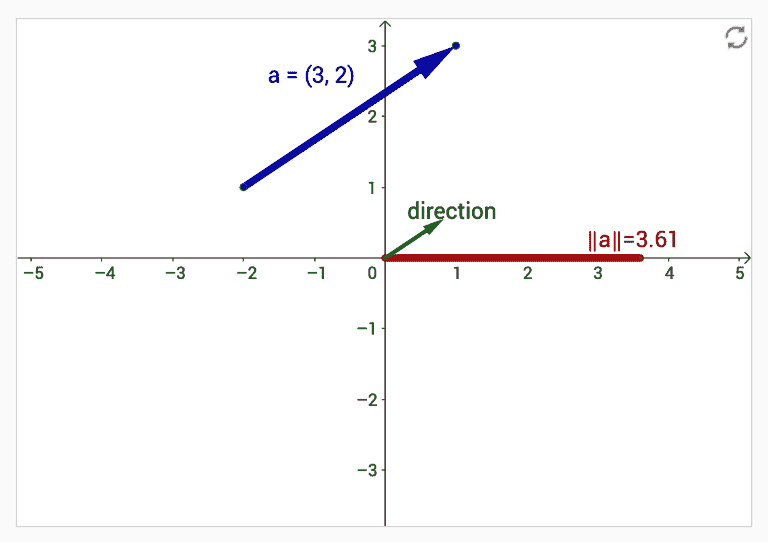 3
a = (3, 2)
2
1
direction
‖a‖=3.61
−5 −4 −3 −2 −1 0 1 2 3 4 5
−1
−2
−3